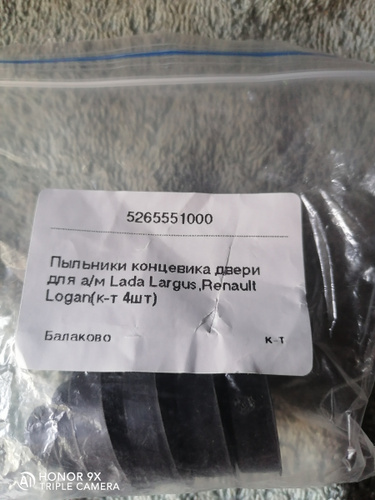 5265551000
Пыльники концевика двери
для а/м Lada Largus,Renault
Logan(к-т 4шт)
Балаково к-т
HONOR 9X
TRIPLE CAMERA